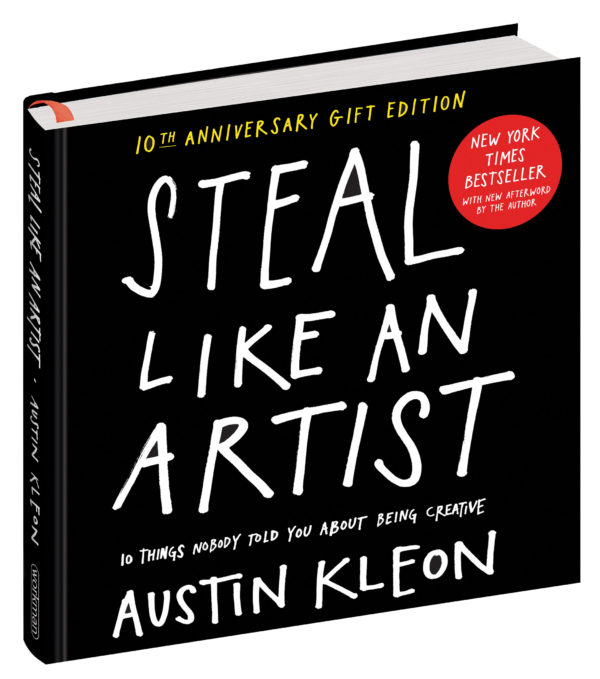 10TH ANNIVERSARY GIFT EDITION
NEW YORK
TIMES
BESTSELLER
WITH NEW AFTERWORD
BY THE AUTHOR
STEAL
LIKE AN
ARTIST
10 THINGS NOBODY TOLD YOU ABOUT BEING CREATIVE
AUSTIN KLEON
STEAL LIKE AN ARTIST • AUSTIN KLEON
workman